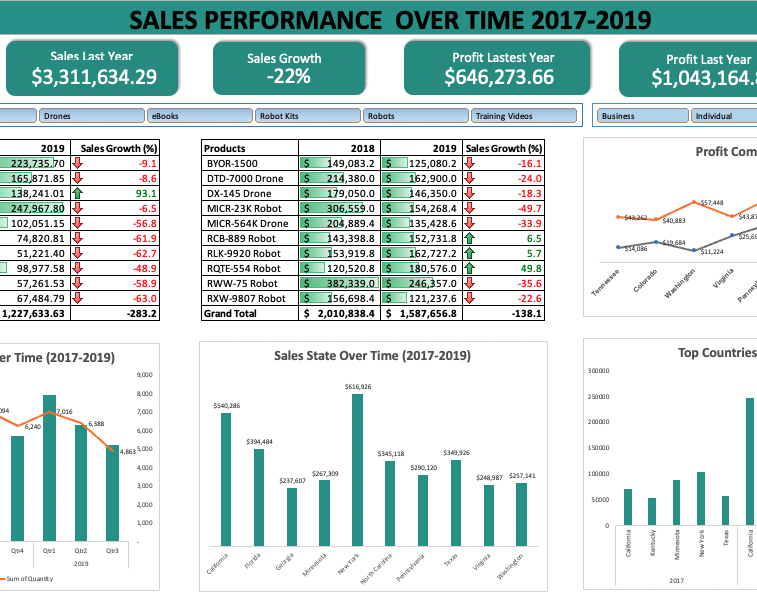 SALES PERFORMANCE OVER TIME 2017-2019
Sales Last Year
$3,311,634.29
Sales Growth
-22%
Profit Lastest Year
$646,273.66
Profit Last Year
$1,043,164.
Drones eBooks Robot Kits Robots Training Videos
Business Individual
2019 Sales Growth (%)
223,735.70 -9.1
165,871.85 -8.6
138,241.01 93.1
247,967.80 -6.5
102,051.15 -56.8
74,820.81 -61.9
51,221.40 -62.7
98,977.58 -48.9
57,261.53 -58.9
67,484.79 -63.0
1,227,633.63 -283.2
Products 2018 2019 Sales Growth (%)
BYOR-1500 $ 149,083.2 $ 125,080.2 -16.1
DTD-7000 Drone $ 214,380.0 $ 162,900.0 -24.0
DX-145 Drone $ 179,050.0 $ 146,350.0 -18.3
MICR-23K Robot $ 306,559.0 $ 154,268.4 -49.7
MICR-564K Drone $ 204,889.4 $ 135,428.6 -33.9
RCB-889 Robot $ 143,398.8 $ 152,731.8 6.5
RLK-9920 Robot $ 153,919.8 $ 162,727.2 5.7
RQTE-554 Robot $ 120,520.8 $ 180,576.0 49.8
RWW-75 Robot $ 382,339.0 $ 246,357.0 -35.6
RXW-9807 Robot $ 156,698.4 $ 121,237.6 -22.6
Grand Total $ 2,010,838.4 $ 1,587,656.8 -138.1
Profit Com
$43,262 $40,883 $57,448 $43,87
$14,086 $19,684 $11,224 $25,69
Tennessee Colorado Washington Virginia Pennsy
er Time (2017-2019)
9,000
8,000
7,000
6,000
5,000
4,000
3,000
2,000
1,000
-
094 6,240 7,016 6,388 4,863
Qtr4 Qtr1 Qtr2 Qtr3
2019
Sum of Quantity
Sales State Over Time (2017-2019)
$540,286 $394,484 $237,607 $267,309 $616,926 $345,118 $290,120 $349,926 $248,987 $257,141
California Florida Georgia Minnesota New York North Carolina Pennsylvania Texas Virginia Washington
Top Countries
300000
250000
200000
150000
100000
50000
0
California Kentucky Minnesota New York Texas California
2017